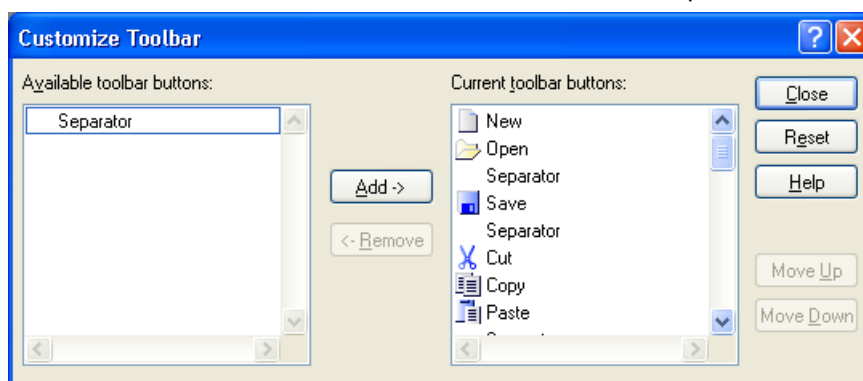 Customize Toolbar
Available toolbar buttons:
Separator
Add ->
<- Remove
Current toolbar buttons:
New
Open
Separator
Save
Separator
Cut
Copy
Paste
Close
Reset
Help
Move Up
Move Down